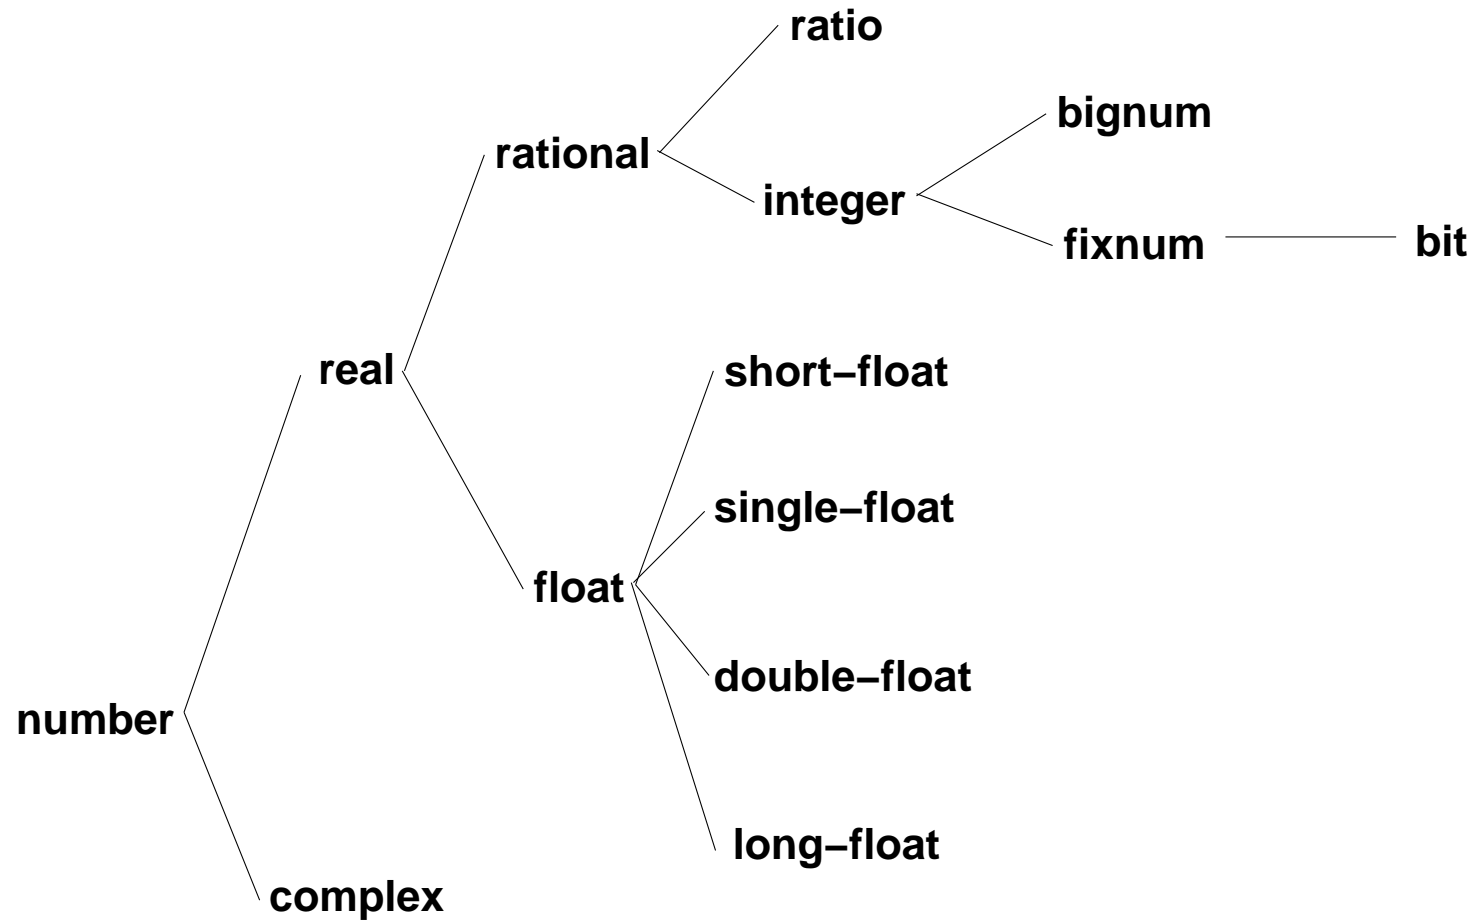 ratio
bignum
rational
integer
fixnum
bit
real
short–float
single–float
float
double–float
number
long–float
complex